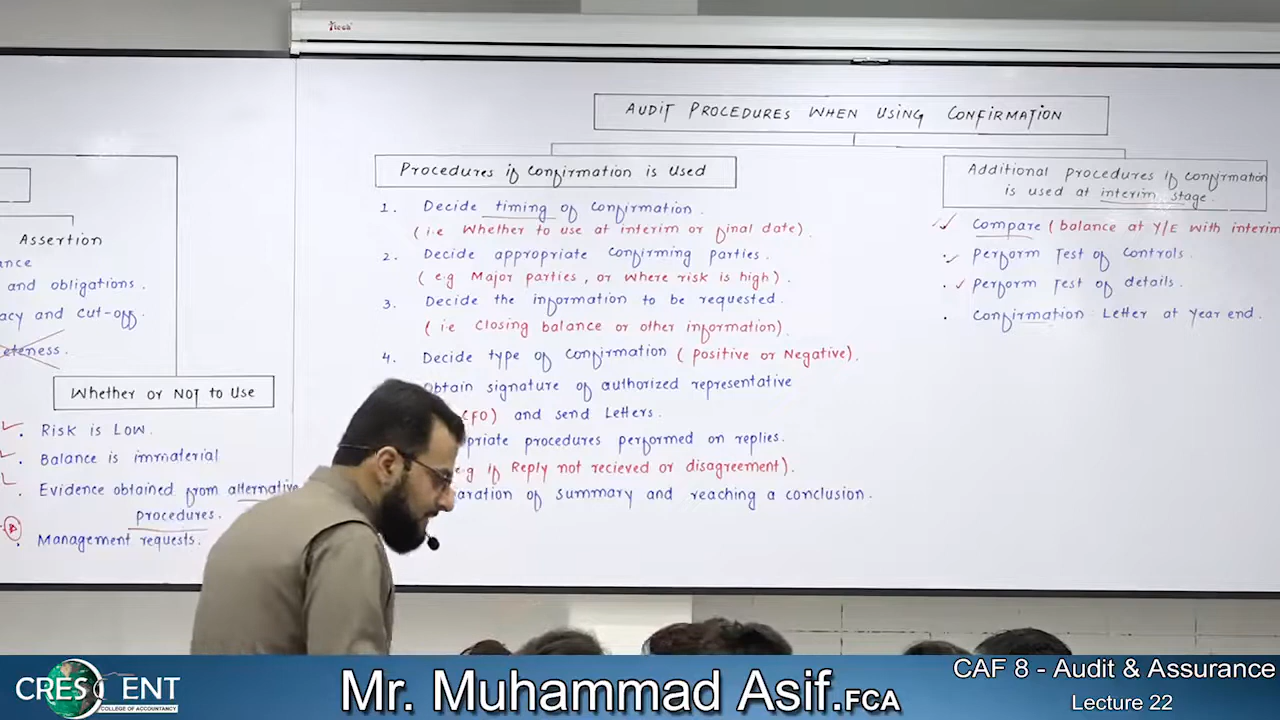 AUDIT PROCEDURES WHEN USING CONFIRMATION
Assertion
and obligations.
and cut-off.
Whether or NOT to Use
. Risk is Low.
. Balance is immaterial
. Evidence obtained from alternative
procedures.
. Management requests.
Procedures if confirmation is Used
1. Decide timing of confirmation.
(i.e Whether to use at interim or final date).
2. Decide appropriate confirming parties.
(e.g Major parties, or where risk is high).
3. Decide the information to be requested.
(i.e Closing balance or other information).
4. Decide type of confirmation (positive or Negative).
Obtain signature of authorized representative
(FO) and send Letters.
procedures performed on replies.
if Reply not recieved or disagreement).
of summary and reaching a conclusion.
Additional procedures if confirmation
is used at interim stage.
Compare (balance at Y/E with interim
. Perform Test of controls.
. Perform Test of details.
. Confirmation Letter at year end.
CRESCENT
COLLEGE OF ACCOUNTANCY
Mr. Muhammad Asif.FCA
CAF 8 - Audit & Assurance
Lecture 22